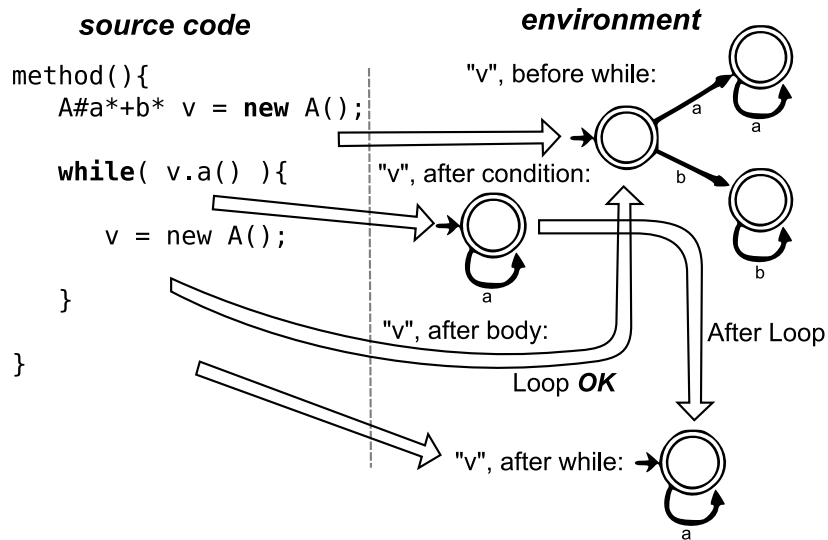 source code
environment
method(){
A#a*+b* v = new A();
while( v.a() ){
v = new A();
}
}
"v", before while:
a
a
b
b
"v", after condition:
a
"v", after body:
Loop OK
After Loop
"v", after while:
a